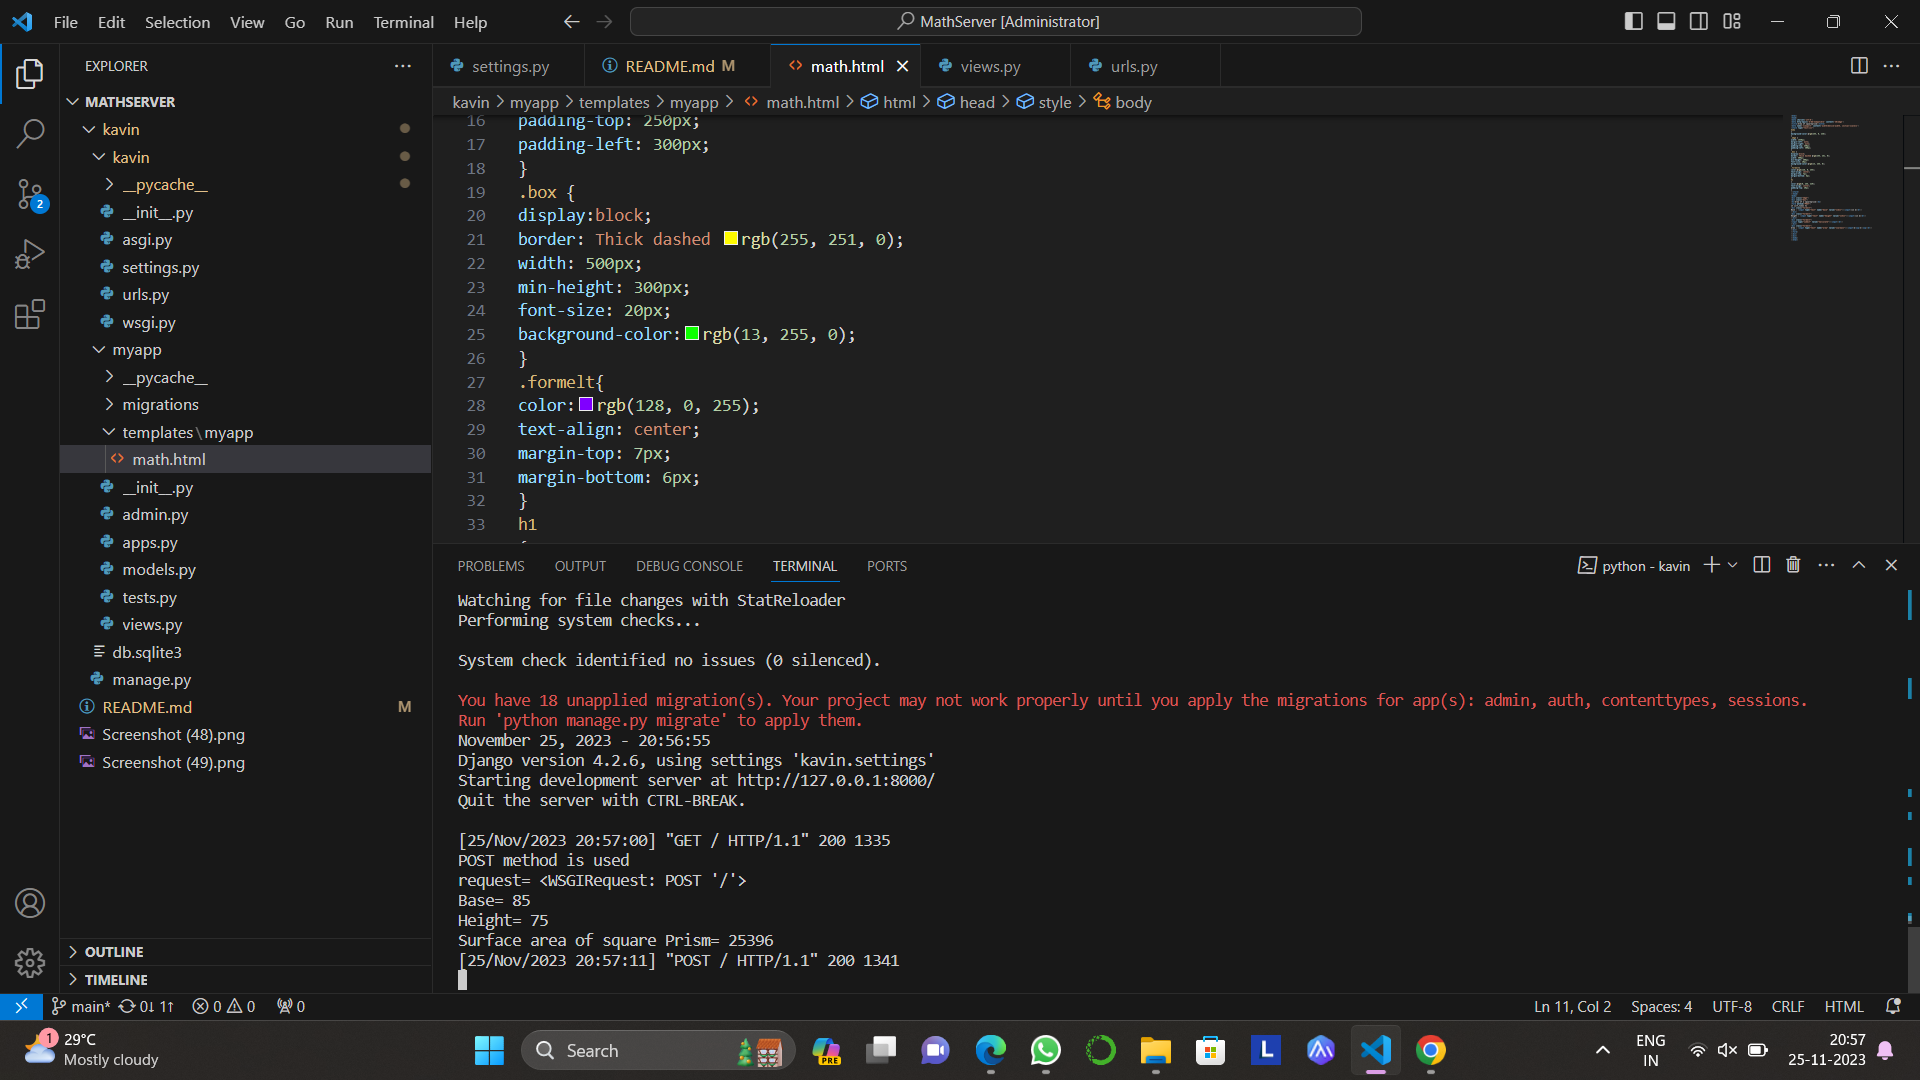 File Edit Selection View Go Run Terminal Help
MathServer [Administrator]
EXPLORER
settings.py
README.md M
math.html
views.py
urls.py
MATHSERVER
kavin > myapp > templates > myapp > math.html > html > head > style > body
kavin
kavin
__pycache__
__init__.py
asgi.py
settings.py
urls.py
wsgi.py
myapp
__pycache__
migrations
templates\myapp
math.html
__init__.py
admin.py
apps.py
models.py
tests.py
views.py
db.sqlite3
manage.py
README.md M
Screenshot (48).png
Screenshot (49).png
OUTLINE
TIMELINE
16 padding-top: 250px;
17 padding-left: 300px;
18 }
19 .box {
20 display:block;
21 border: Thick dashed rgb(255, 251, 0);
22 width: 500px;
23 min-height: 300px;
24 font-size: 20px;
25 background-color:rgb(13, 255, 0);
26 }
27 .formelt{
28 color:rgb(128, 0, 255);
29 text-align: center;
30 margin-top: 7px;
31 margin-bottom: 6px;
32 }
33 h1
PROBLEMS OUTPUT DEBUG CONSOLE TERMINAL PORTS
python - kavin
Watching for file changes with StatReloader
Performing system checks...
System check identified no issues (0 silenced).
You have 18 unapplied migration(s). Your project may not work properly until you apply the migrations for app(s): admin, auth, contenttypes, sessions.
Run 'python manage.py migrate' to apply them.
November 25, 2023 - 20:56:55
Django version 4.2.6, using settings 'kavin.settings'
Starting development server at http://127.0.0.1:8000/
Quit the server with CTRL-BREAK.
[25/Nov/2023 20:57:00] "GET / HTTP/1.1" 200 1335
POST method is used
request= <WSGIRequest: POST '/'>
Base= 85
Height= 75
Surface area of square Prism= 25396
[25/Nov/2023 20:57:11] "POST / HTTP/1.1" 200 1341
2
main* 0↓ 1↑ 0 0 0
Ln 11, Col 2 Spaces: 4 UTF-8 CRLF HTML
1
29°C
Mostly cloudy
Search
PRE
L
ENG
IN
20:57
25-11-2023